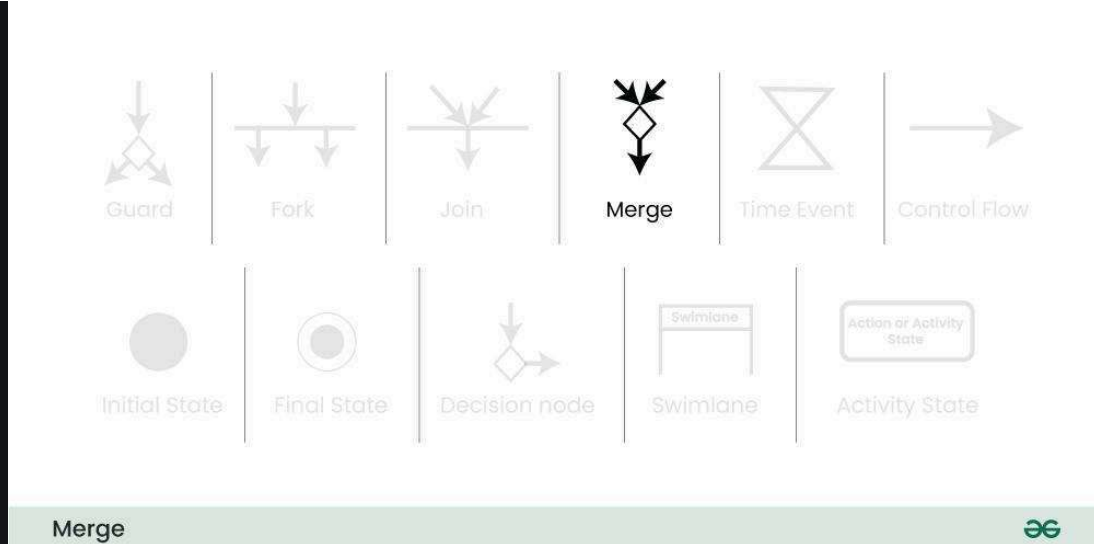 Guard
Fork
Join
Merge
Time Event
Control Flow
Swimlane
Action or Activity
State
Initial State
Final State
Decision node
Swimlane
Activity State
Merge